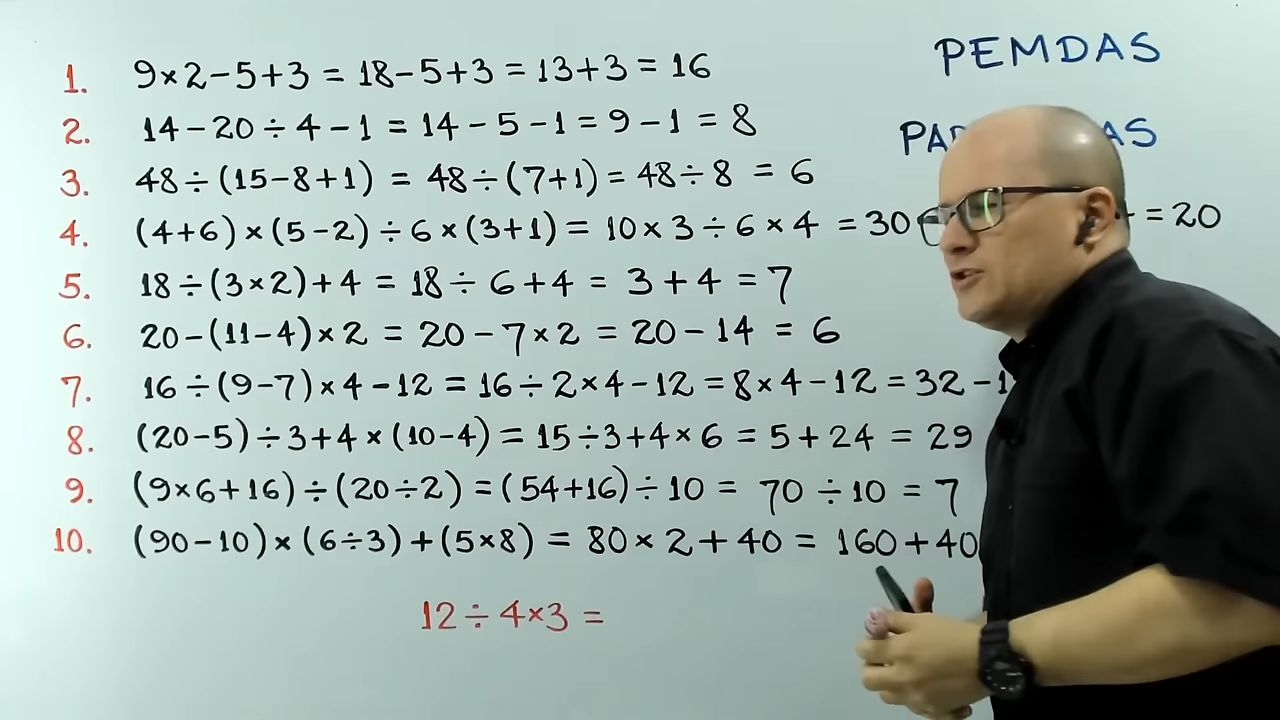 PEMDAS
1. 9×2-5+3 = 18-5+3 = 13+3 = 16
2. 14-20÷4-1 = 14-5-1 = 9-1 = 8
3. 48÷(15-8+1) = 48÷(7+1) = 48÷8 = 6
4. (4+6)×(5-2)÷6×(3+1) = 10×3÷6×4 = 30 = 20
5. 18÷(3×2)+4 = 18÷6+4 = 3+4 = 7
6. 20-(11-4)×2 = 20-7×2 = 20-14 = 6
7. 16÷(9-7)×4-12 = 16÷2×4-12 = 8×4-12 = 32-1
8. (20-5)÷3+4×(10-4) = 15÷3+4×6 = 5+24 = 29
9. (9×6+16)÷(20÷2) = (54+16)÷10 = 70÷10 = 7
10. (90-10)×(6÷3)+(5×8) = 80×2+40 = 160+40
12÷4×3 =